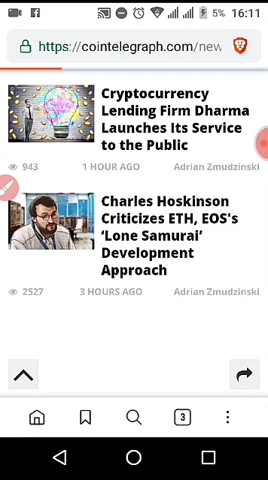 5% 16:11
https://cointelegraph.com/new
Cryptocurrency
Lending Firm Dharma
Launches Its Service
to the Public
943 1 HOUR AGO Adrian Zmudzinski
Charles Hoskinson
Criticizes ETH, EOS's
‘Lone Samurai’
Development
Approach
2527 3 HOURS AGO Adrian Zmudzinski
3